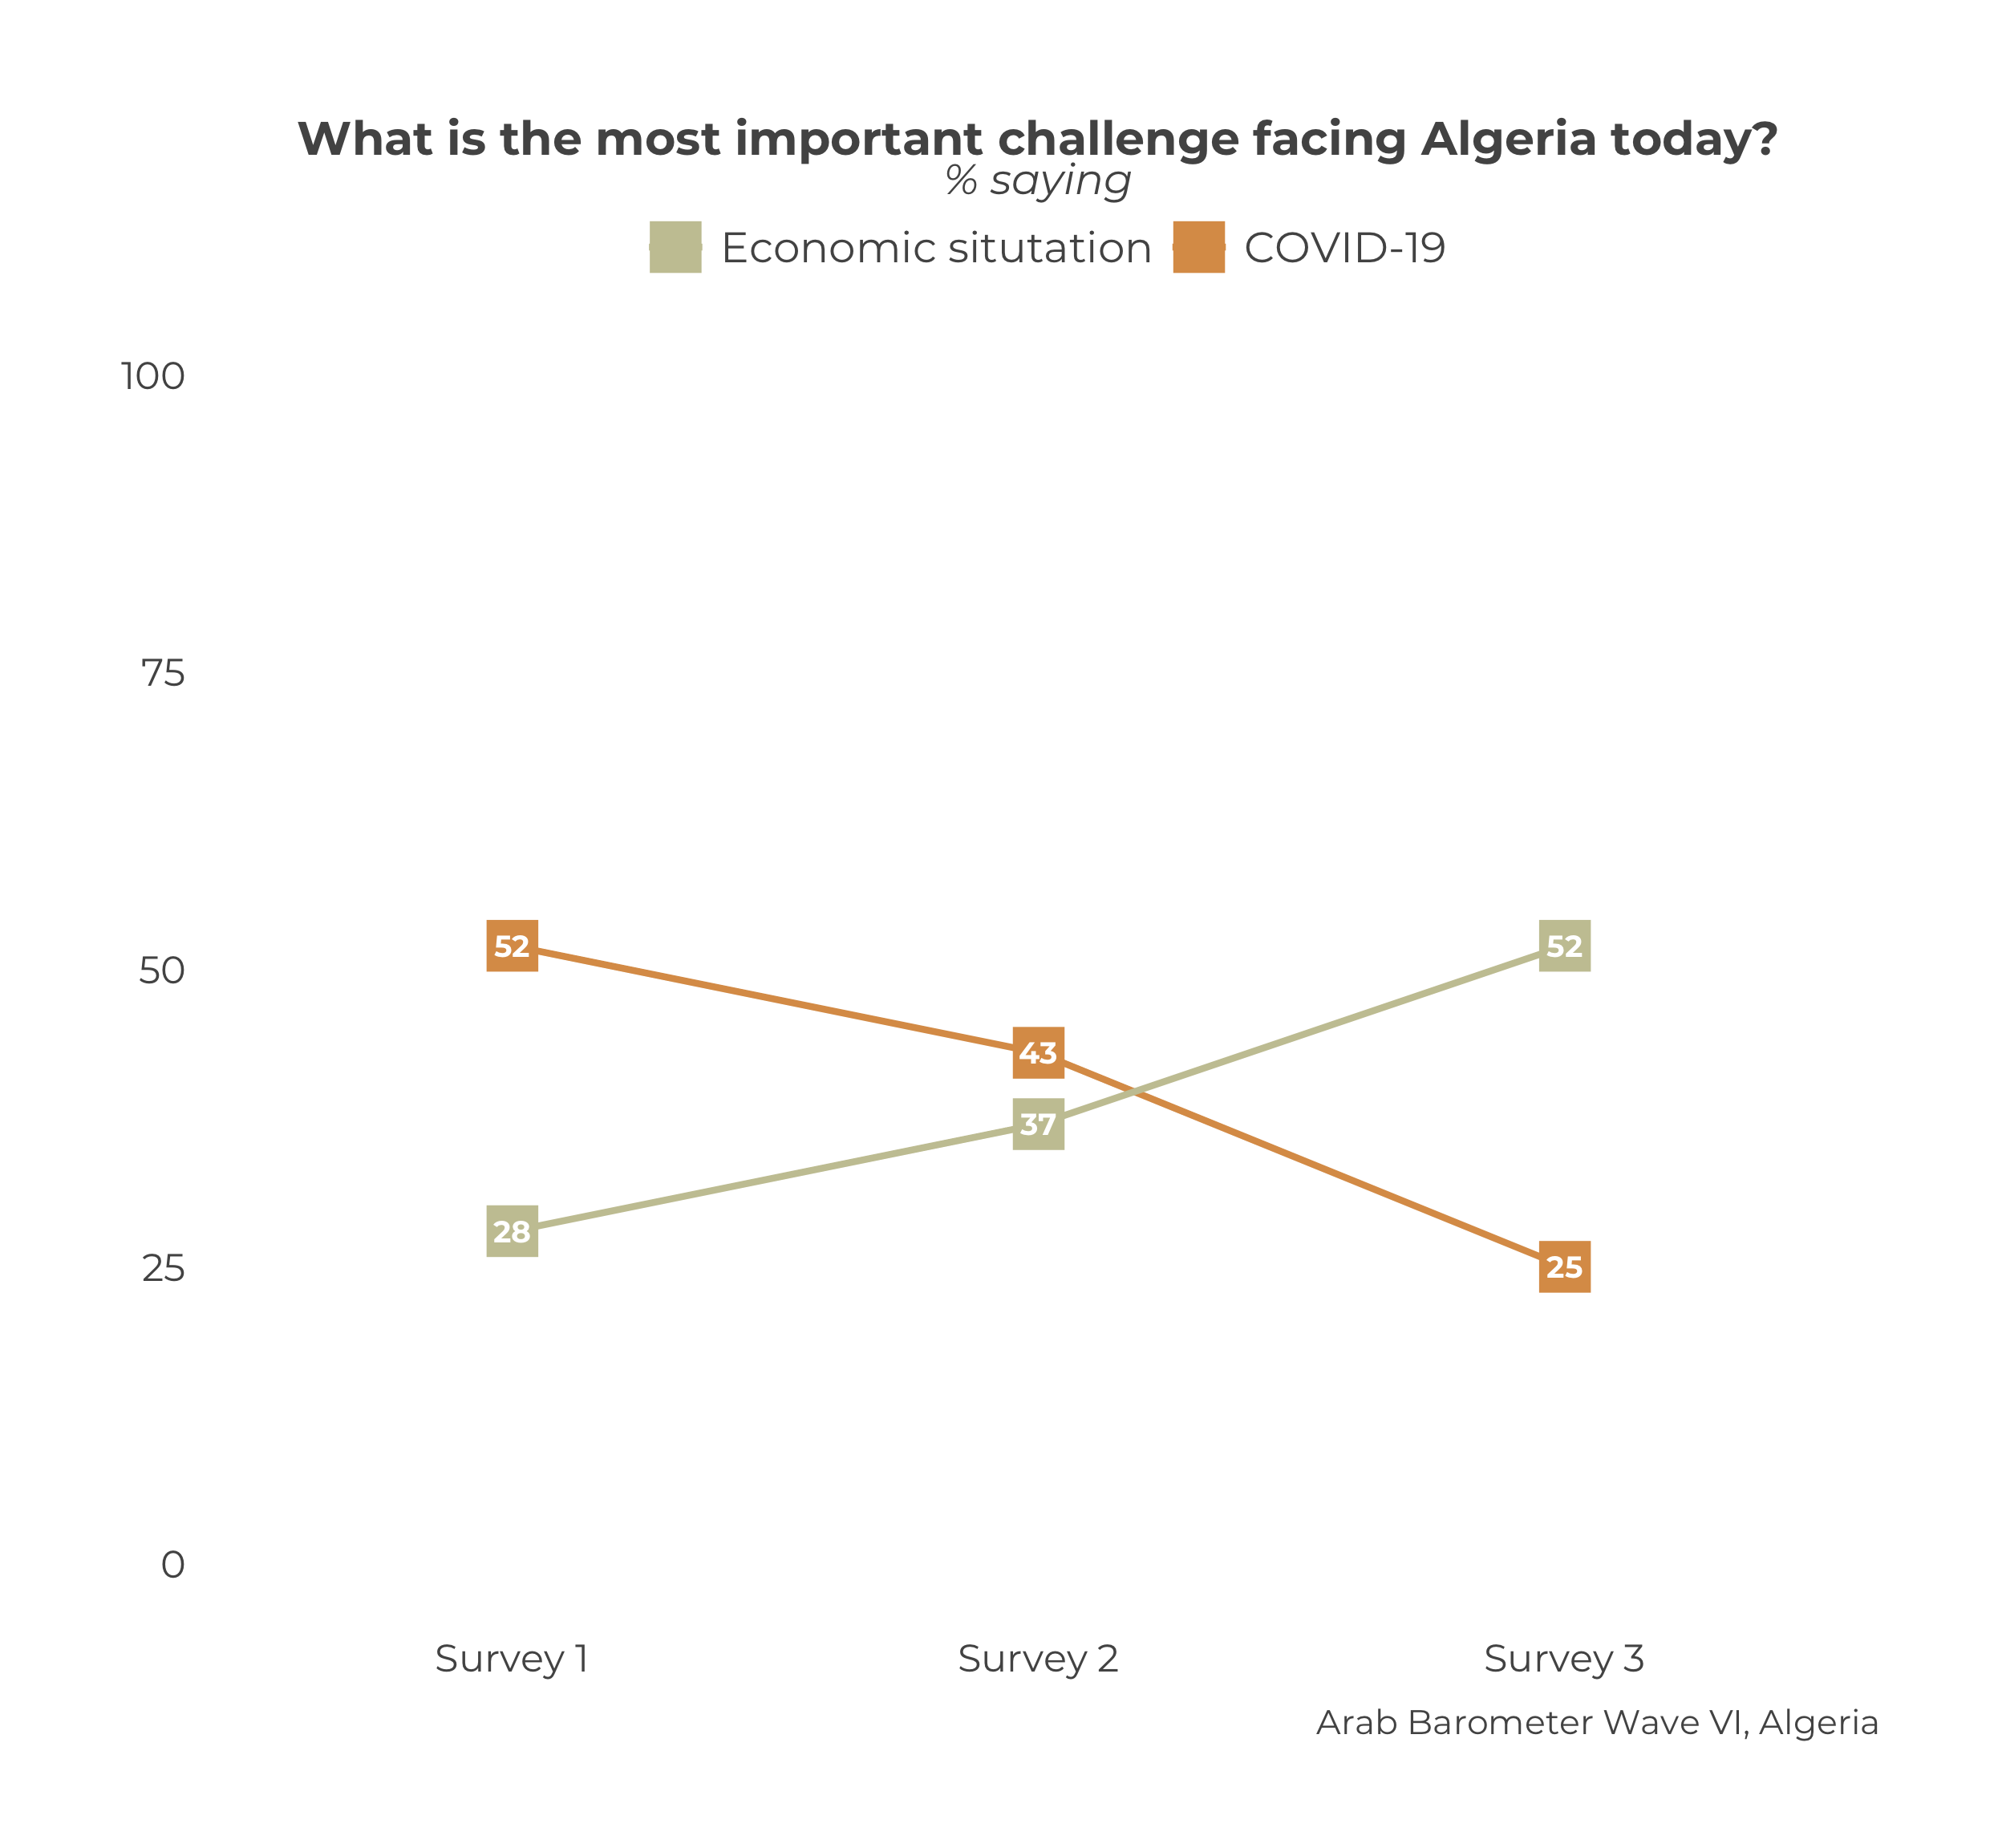 What is the most important challenge facing Algeria today?
% saying
Economic situtation COVID-19
100
75
50
25
0
52
43
25
28
37
52
Survey 1 Survey 2 Survey 3
Arab Barometer Wave VI, Algeria